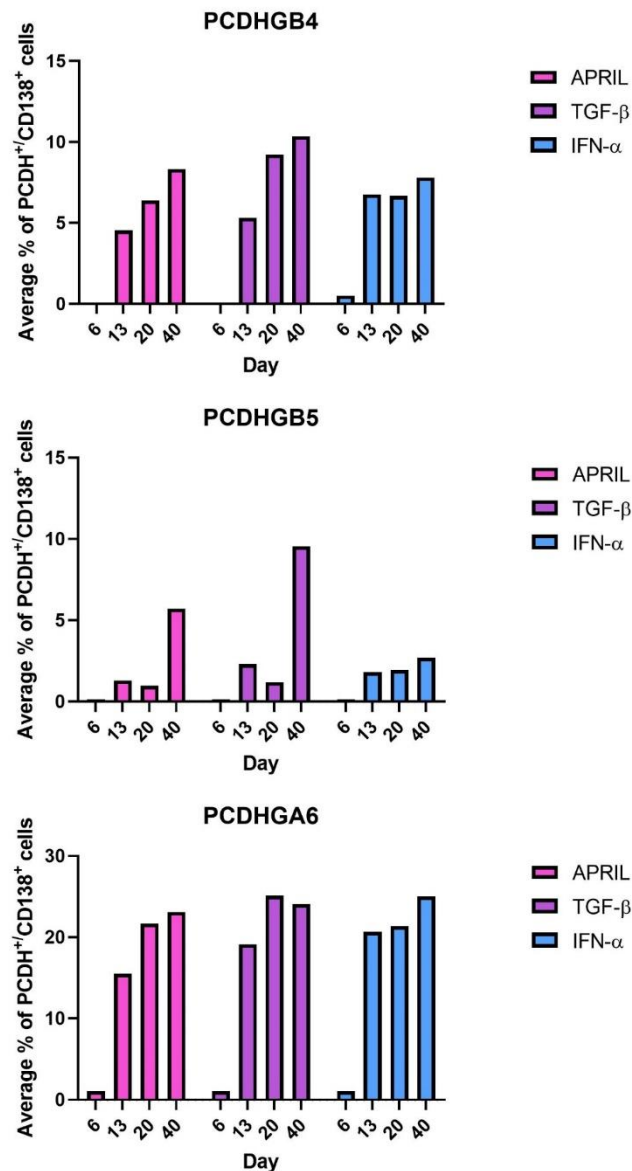 PCDHGB4
Average % of PCDH⁺/CD138⁺ cells
15
10
5
0
6 13 20 40 6 13 20 40 6 13 20 40
Day
APRIL
TGF-β
IFN-α
PCDHGB5
Average % of PCDH⁺/CD138⁺ cells
15
10
5
0
6 13 20 40 6 13 20 40 6 13 20 40
Day
APRIL
TGF-β
IFN-α
PCDHGA6
Average % of PCDH⁺/CD138⁺ cells
30
20
10
0
6 13 20 40 6 13 20 40 6 13 20 40
Day
APRIL
TGF-β
IFN-α